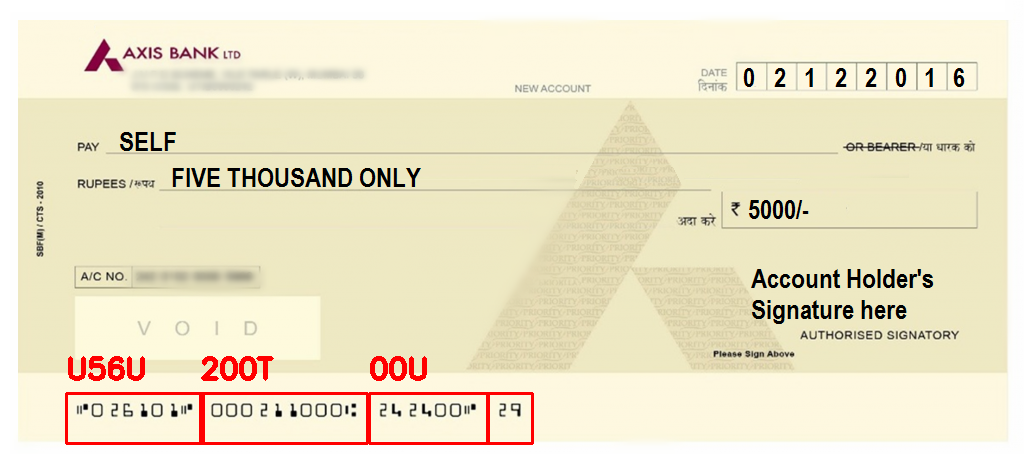 AXIS BANK LTD
NEW ACCOUNT
DATE
दिनांक
0 2 1 2 2 0 1 6
PAY SELF OR BEARER /या धारक को
RUPEES /रूपये FIVE THOUSAND ONLY
अदा करे ₹ 5000/-
SBF(M) / CTS - 2010
A/C NO.
Account Holder's
Signature here
VOID
AUTHORISED SIGNATORY
Please Sign Above
U56U 200T 00U
⑈026101⑈ 000211000⑆ 242400⑈ 29